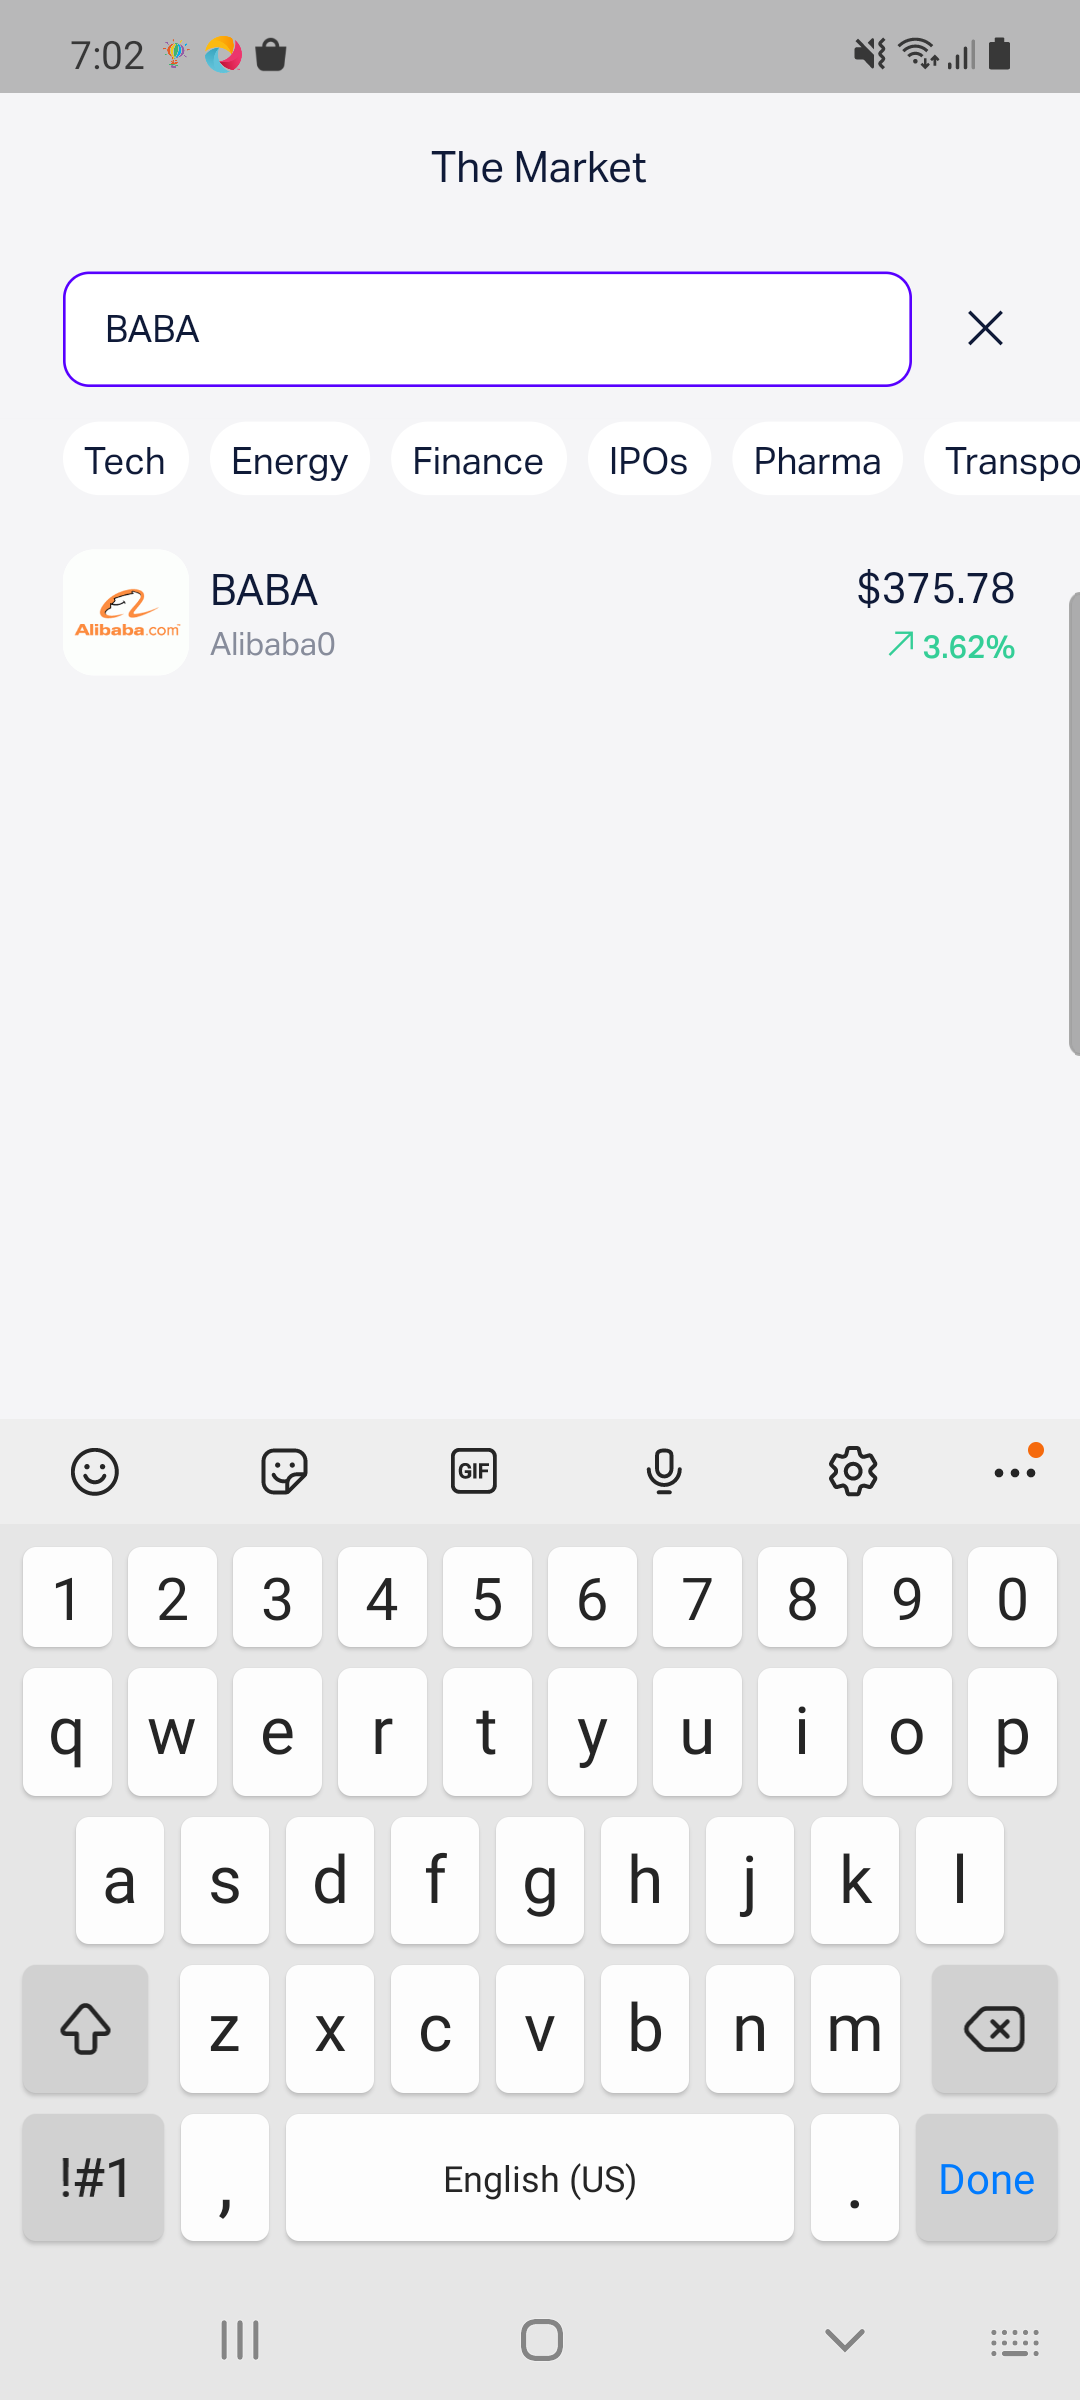 7:02
The Market
BABA
Tech Energy Finance IPOs Pharma Transpo
Alibaba.com
BABA
$375.78
Alibaba0
3.62%
GIF
1 2 3 4 5 6 7 8 9 0
q w e r t y u i o p
a s d f g h j k l
z x c v b n m
!#1 , English (US) . Done